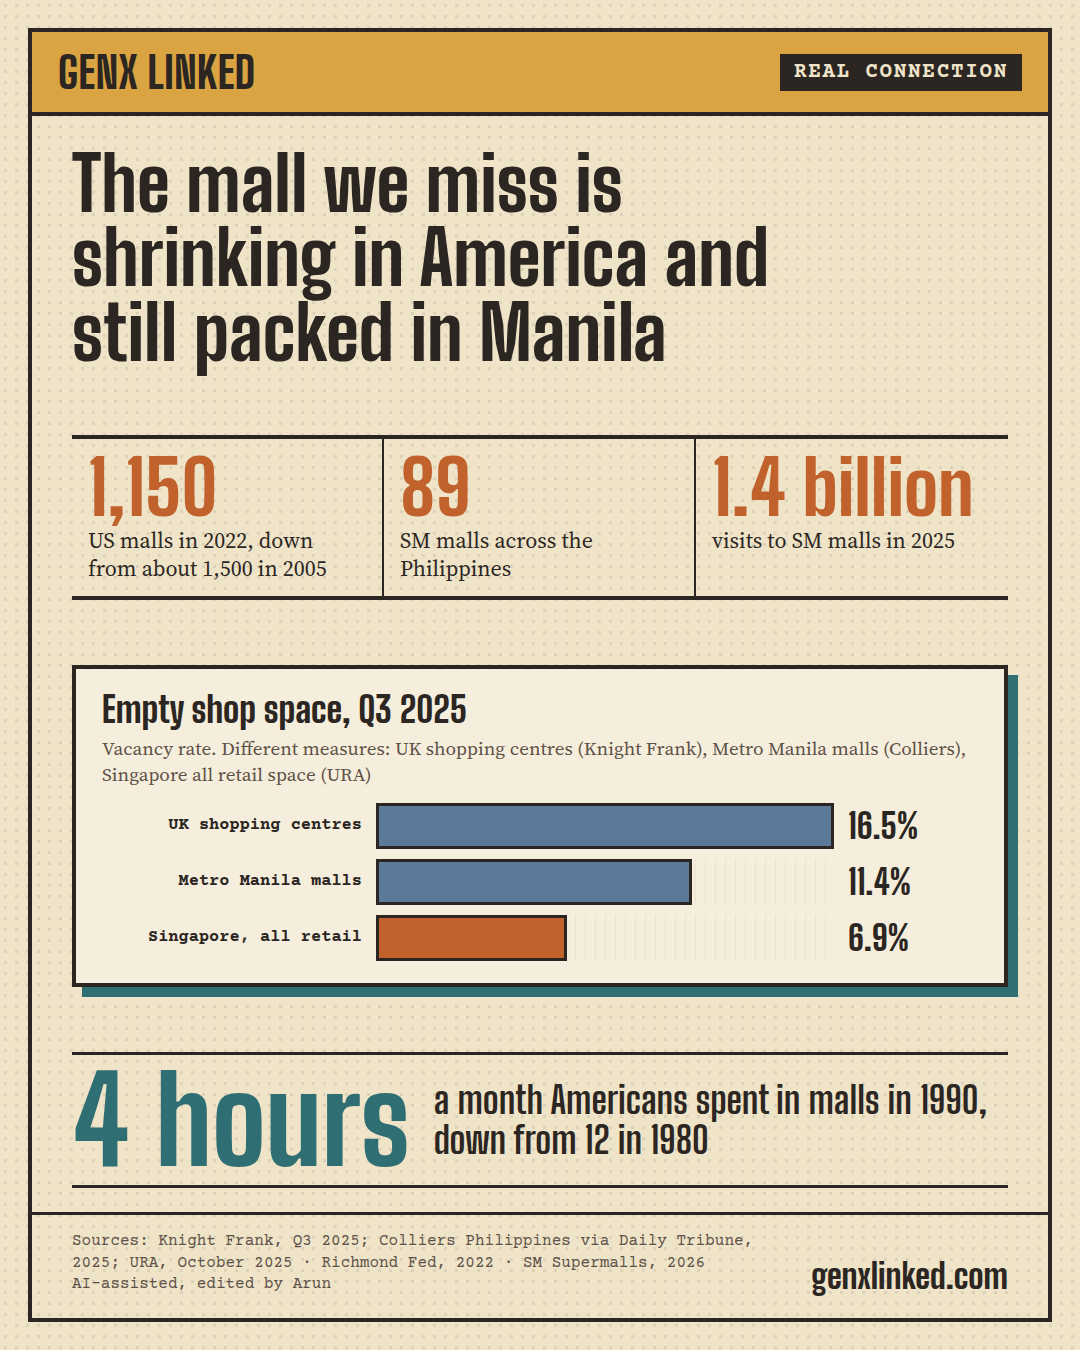 GENX LINKED
REAL CONNECTION
The mall we miss is
shrinking in America and
still packed in Manila
1,150
US malls in 2022, down
from about 1,500 in 2005
89
SM malls across the
Philippines
1.4 billion
visits to SM malls in 2025
Empty shop space, Q3 2025
Vacancy rate. Different measures: UK shopping centres (Knight Frank), Metro Manila malls (Colliers),
Singapore all retail space (URA)
UK shopping centres 16.5%
Metro Manila malls 11.4%
Singapore, all retail 6.9%
4 hours
a month Americans spent in malls in 1990,
down from 12 in 1980
Sources: Knight Frank, Q3 2025; Colliers Philippines via Daily Tribune,
2025; URA, October 2025 · Richmond Fed, 2022 · SM Supermalls, 2026
AI-assisted, edited by Arun
genxlinked.com